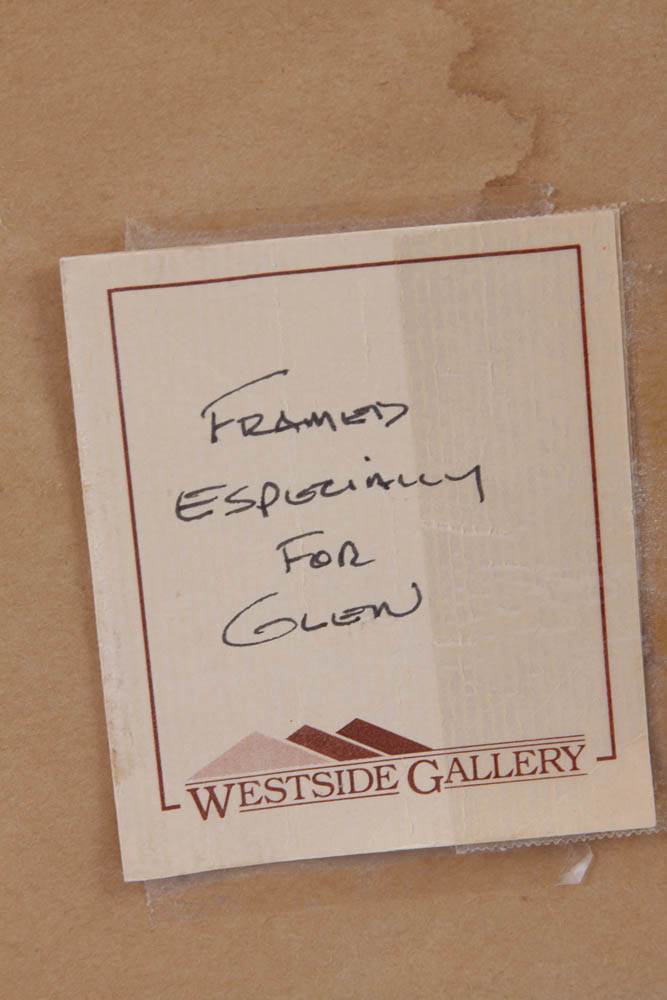 FRAMED
ESPECIALLY
FOR
GLEN
WESTSIDE GALLERY